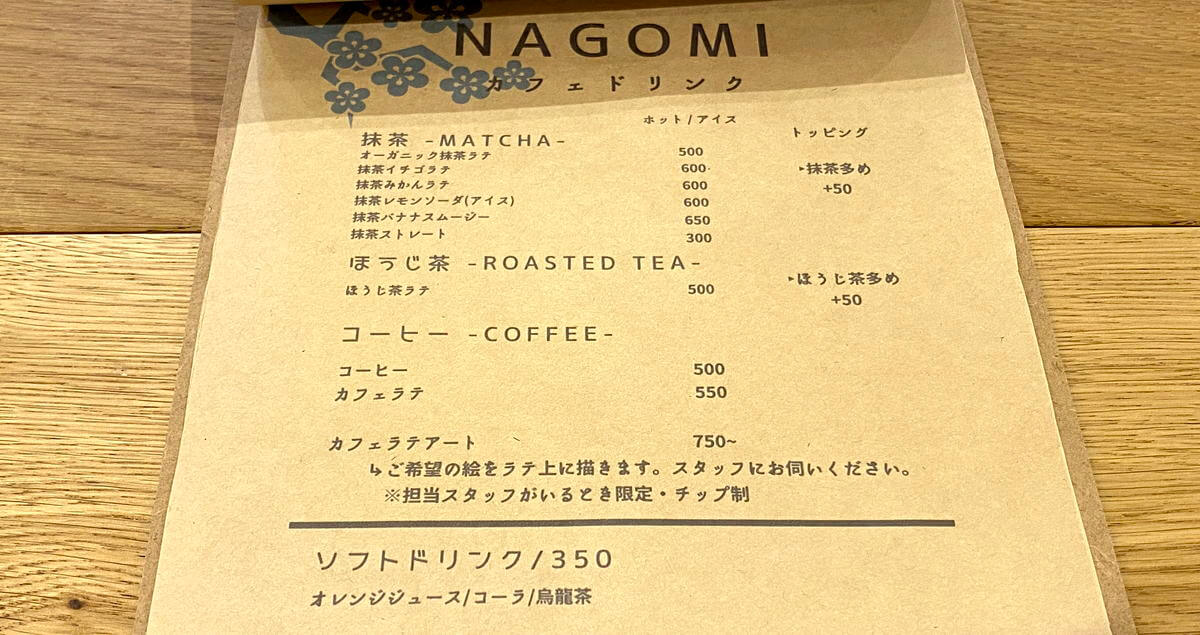 NAGOMI
カフェドリンク
ホット/アイス
トッピング
抹茶 -MATCHA-
オーガニック抹茶ラテ 500
抹茶イチゴラテ 600
抹茶みかんラテ 600
抹茶レモンソーダ(アイス) 600
抹茶バナナスムージー 650
抹茶ストレート 300
▸抹茶多め
+50
ほうじ茶 -ROASTED TEA-
ほうじ茶ラテ 500
▸ほうじ茶多め
+50
コーヒー -COFFEE-
コーヒー 500
カフェラテ 550
カフェラテアート 750~
↳ご希望の絵をラテ上に描きます。スタッフにお伺いください。
※担当スタッフがいるとき限定・チップ制
ソフトドリンク/350
オレンジジュース/コーラ/烏龍茶